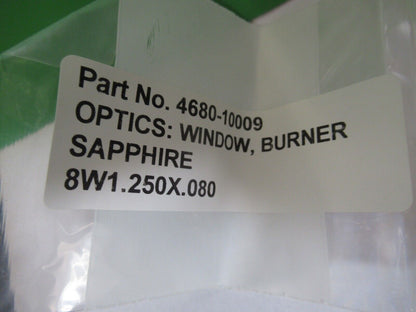 Part No. 4680-10009
OPTICS: WINDOW, BURNER
SAPPHIRE
8W1.250X.080